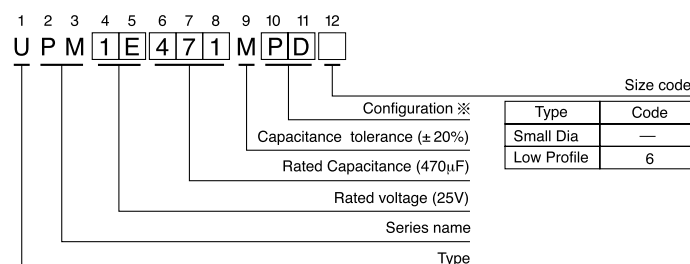 1 2 3 4 5 6 7 8 9 10 11 12
U P M 1 E 4 7 1 M P D
Size code
Configuration ※
Type Code
Capacitance tolerance (± 20%)
Small Dia —
Low Profile 6
Rated Capacitance (470µF)
Rated voltage (25V)
Series name
Type